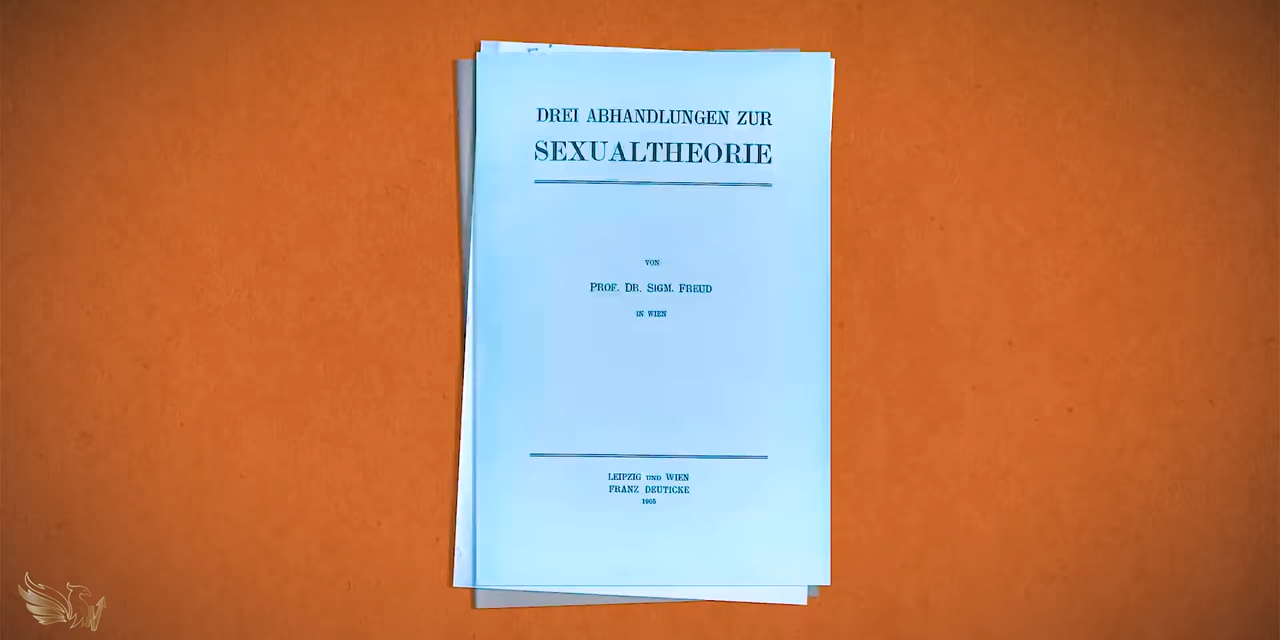 DREI ABHANDLUNGEN ZUR
SEXUALTHEORIE
VON
PROF. DR. SIGM. FREUD
IN WIEN
LEIPZIG UND WIEN
FRANZ DEUTICKE
1905